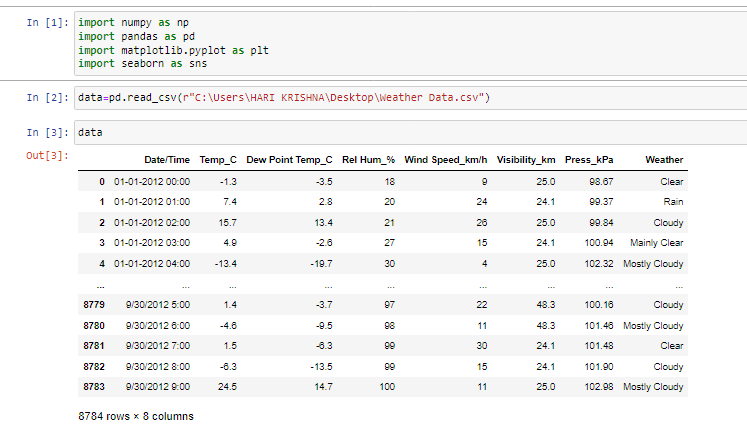 In [1]: import numpy as np
import pandas as pd
import matplotlib.pyplot as plt
import seaborn as sns
In [2]: data=pd.read_csv(r"C:\Users\HARI KRISHNA\Desktop\Weather Data.csv")
In [3]: data
Out[3]:
Date/Time Temp_C Dew Point Temp_C Rel Hum_% Wind Speed_km/h Visibility_km Press_kPa Weather
0 01-01-2012 00:00 -1.3 -3.5 18 9 25.0 98.67 Clear
1 01-01-2012 01:00 7.4 2.8 20 24 24.1 99.37 Rain
2 01-01-2012 02:00 15.7 13.4 21 26 25.0 99.84 Cloudy
3 01-01-2012 03:00 4.9 -2.6 27 15 24.1 100.94 Mainly Clear
4 01-01-2012 04:00 -13.4 -19.7 30 4 25.0 102.32 Mostly Cloudy
... ... ... ... ... ... ... ... ...
8779 9/30/2012 5:00 1.4 -3.7 97 22 48.3 100.16 Cloudy
8780 9/30/2012 6:00 -4.6 -9.5 98 11 48.3 101.46 Mostly Cloudy
8781 9/30/2012 7:00 1.5 -6.3 99 30 24.1 101.48 Clear
8782 9/30/2012 8:00 -6.3 -13.5 99 15 24.1 101.90 Cloudy
8783 9/30/2012 9:00 24.5 14.7 100 11 25.0 102.98 Mostly Cloudy
8784 rows × 8 columns